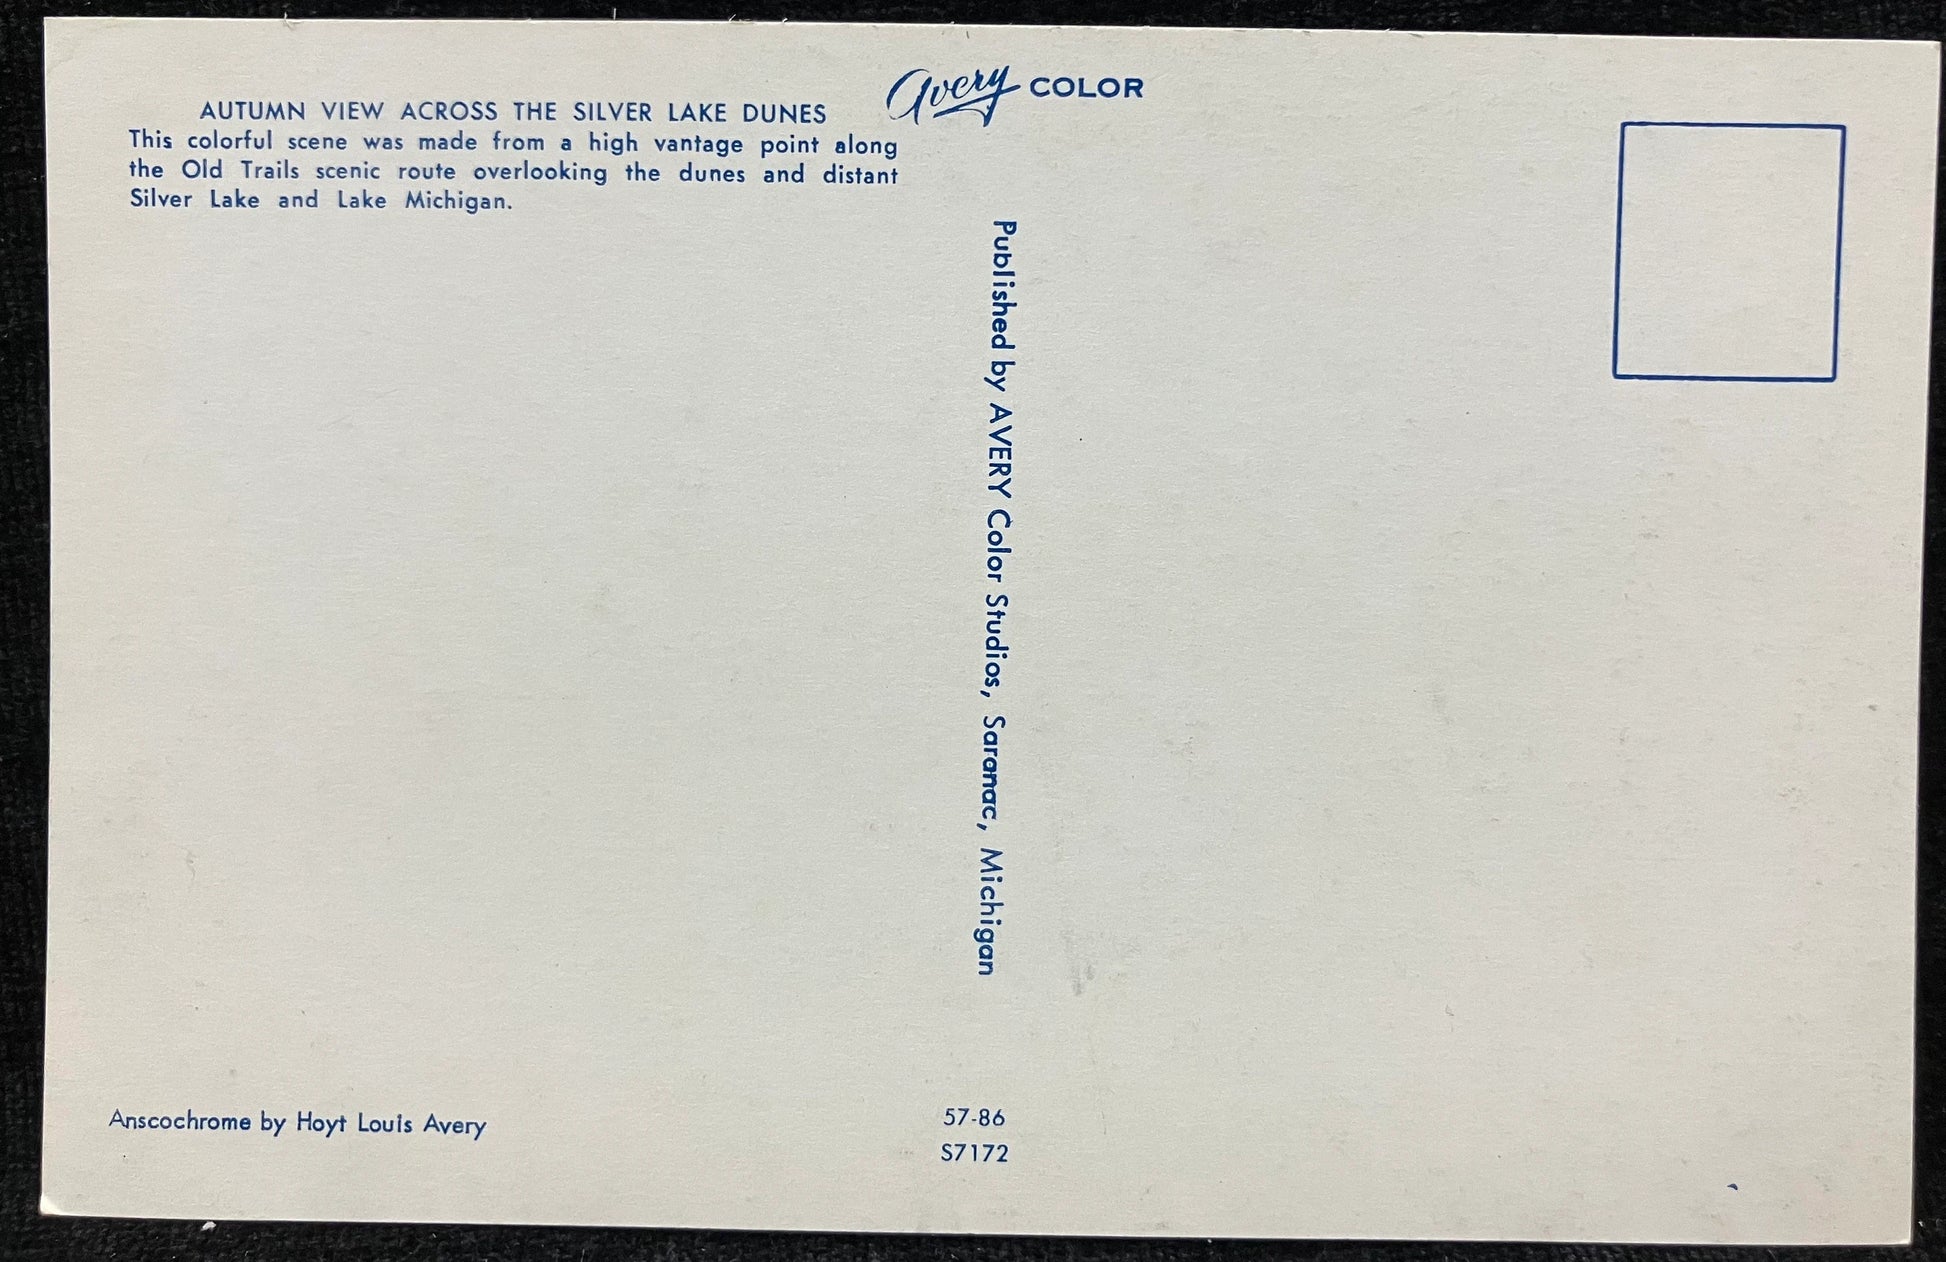 Avery COLOR
AUTUMN VIEW ACROSS THE SILVER LAKE DUNES
This colorful scene was made from a high vantage point along
the Old Trails scenic route overlooking the dunes and distant
Silver Lake and Lake Michigan.
Published by AVERY Color Studios, Saranac, Michigan
Anscochrome by Hoyt Louis Avery
57-86
S7172